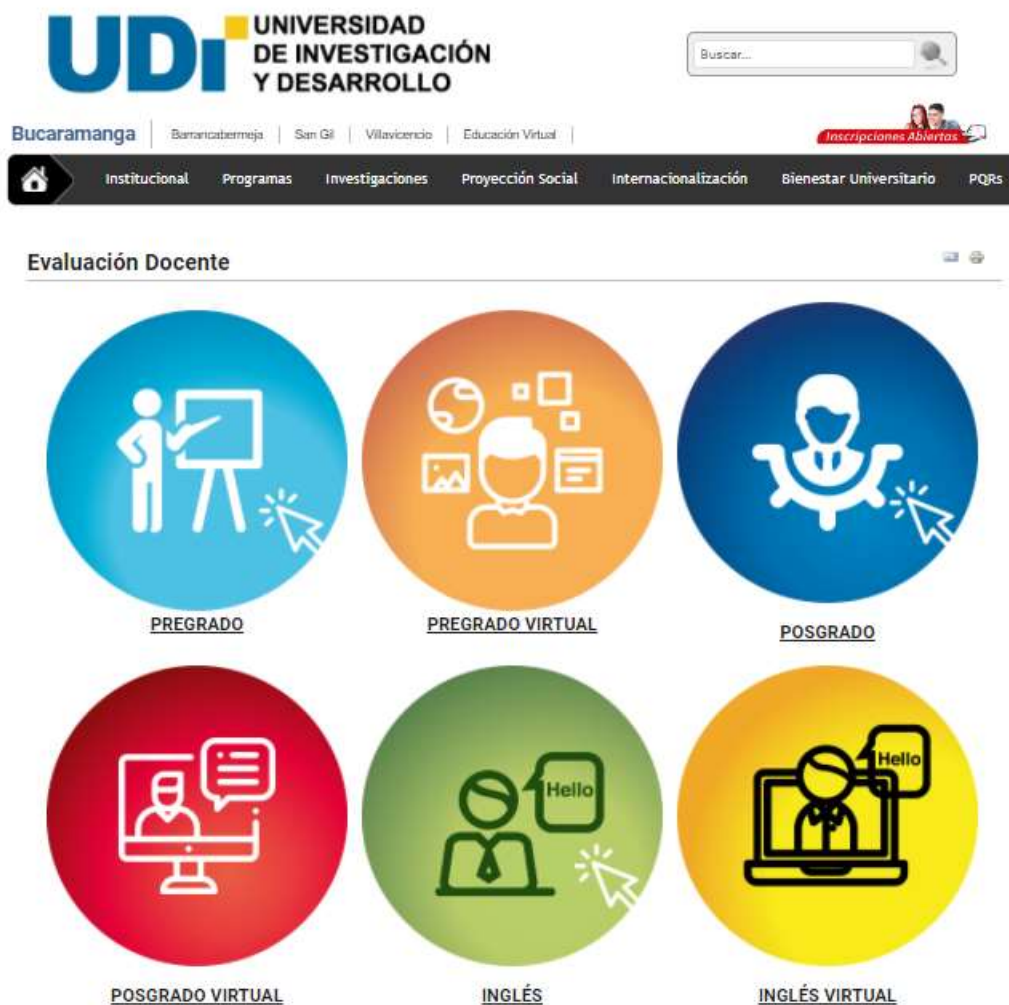 UDi UNIVERSIDAD
DE INVESTIGACIÓN
Y DESARROLLO
Buscar...
Bucaramanga Barrancabermeja San Gil Villavicencio Educación Virtual
Inscripciones Abiertas
Institucional Programas Investigaciones Proyección Social Internacionalización Bienestar Universitario PQRs
Evaluación Docente
PREGRADO
PREGRADO VIRTUAL
POSGRADO
Hello
Hello
POSGRADO VIRTUAL
INGLÉS
INGLÉS VIRTUAL